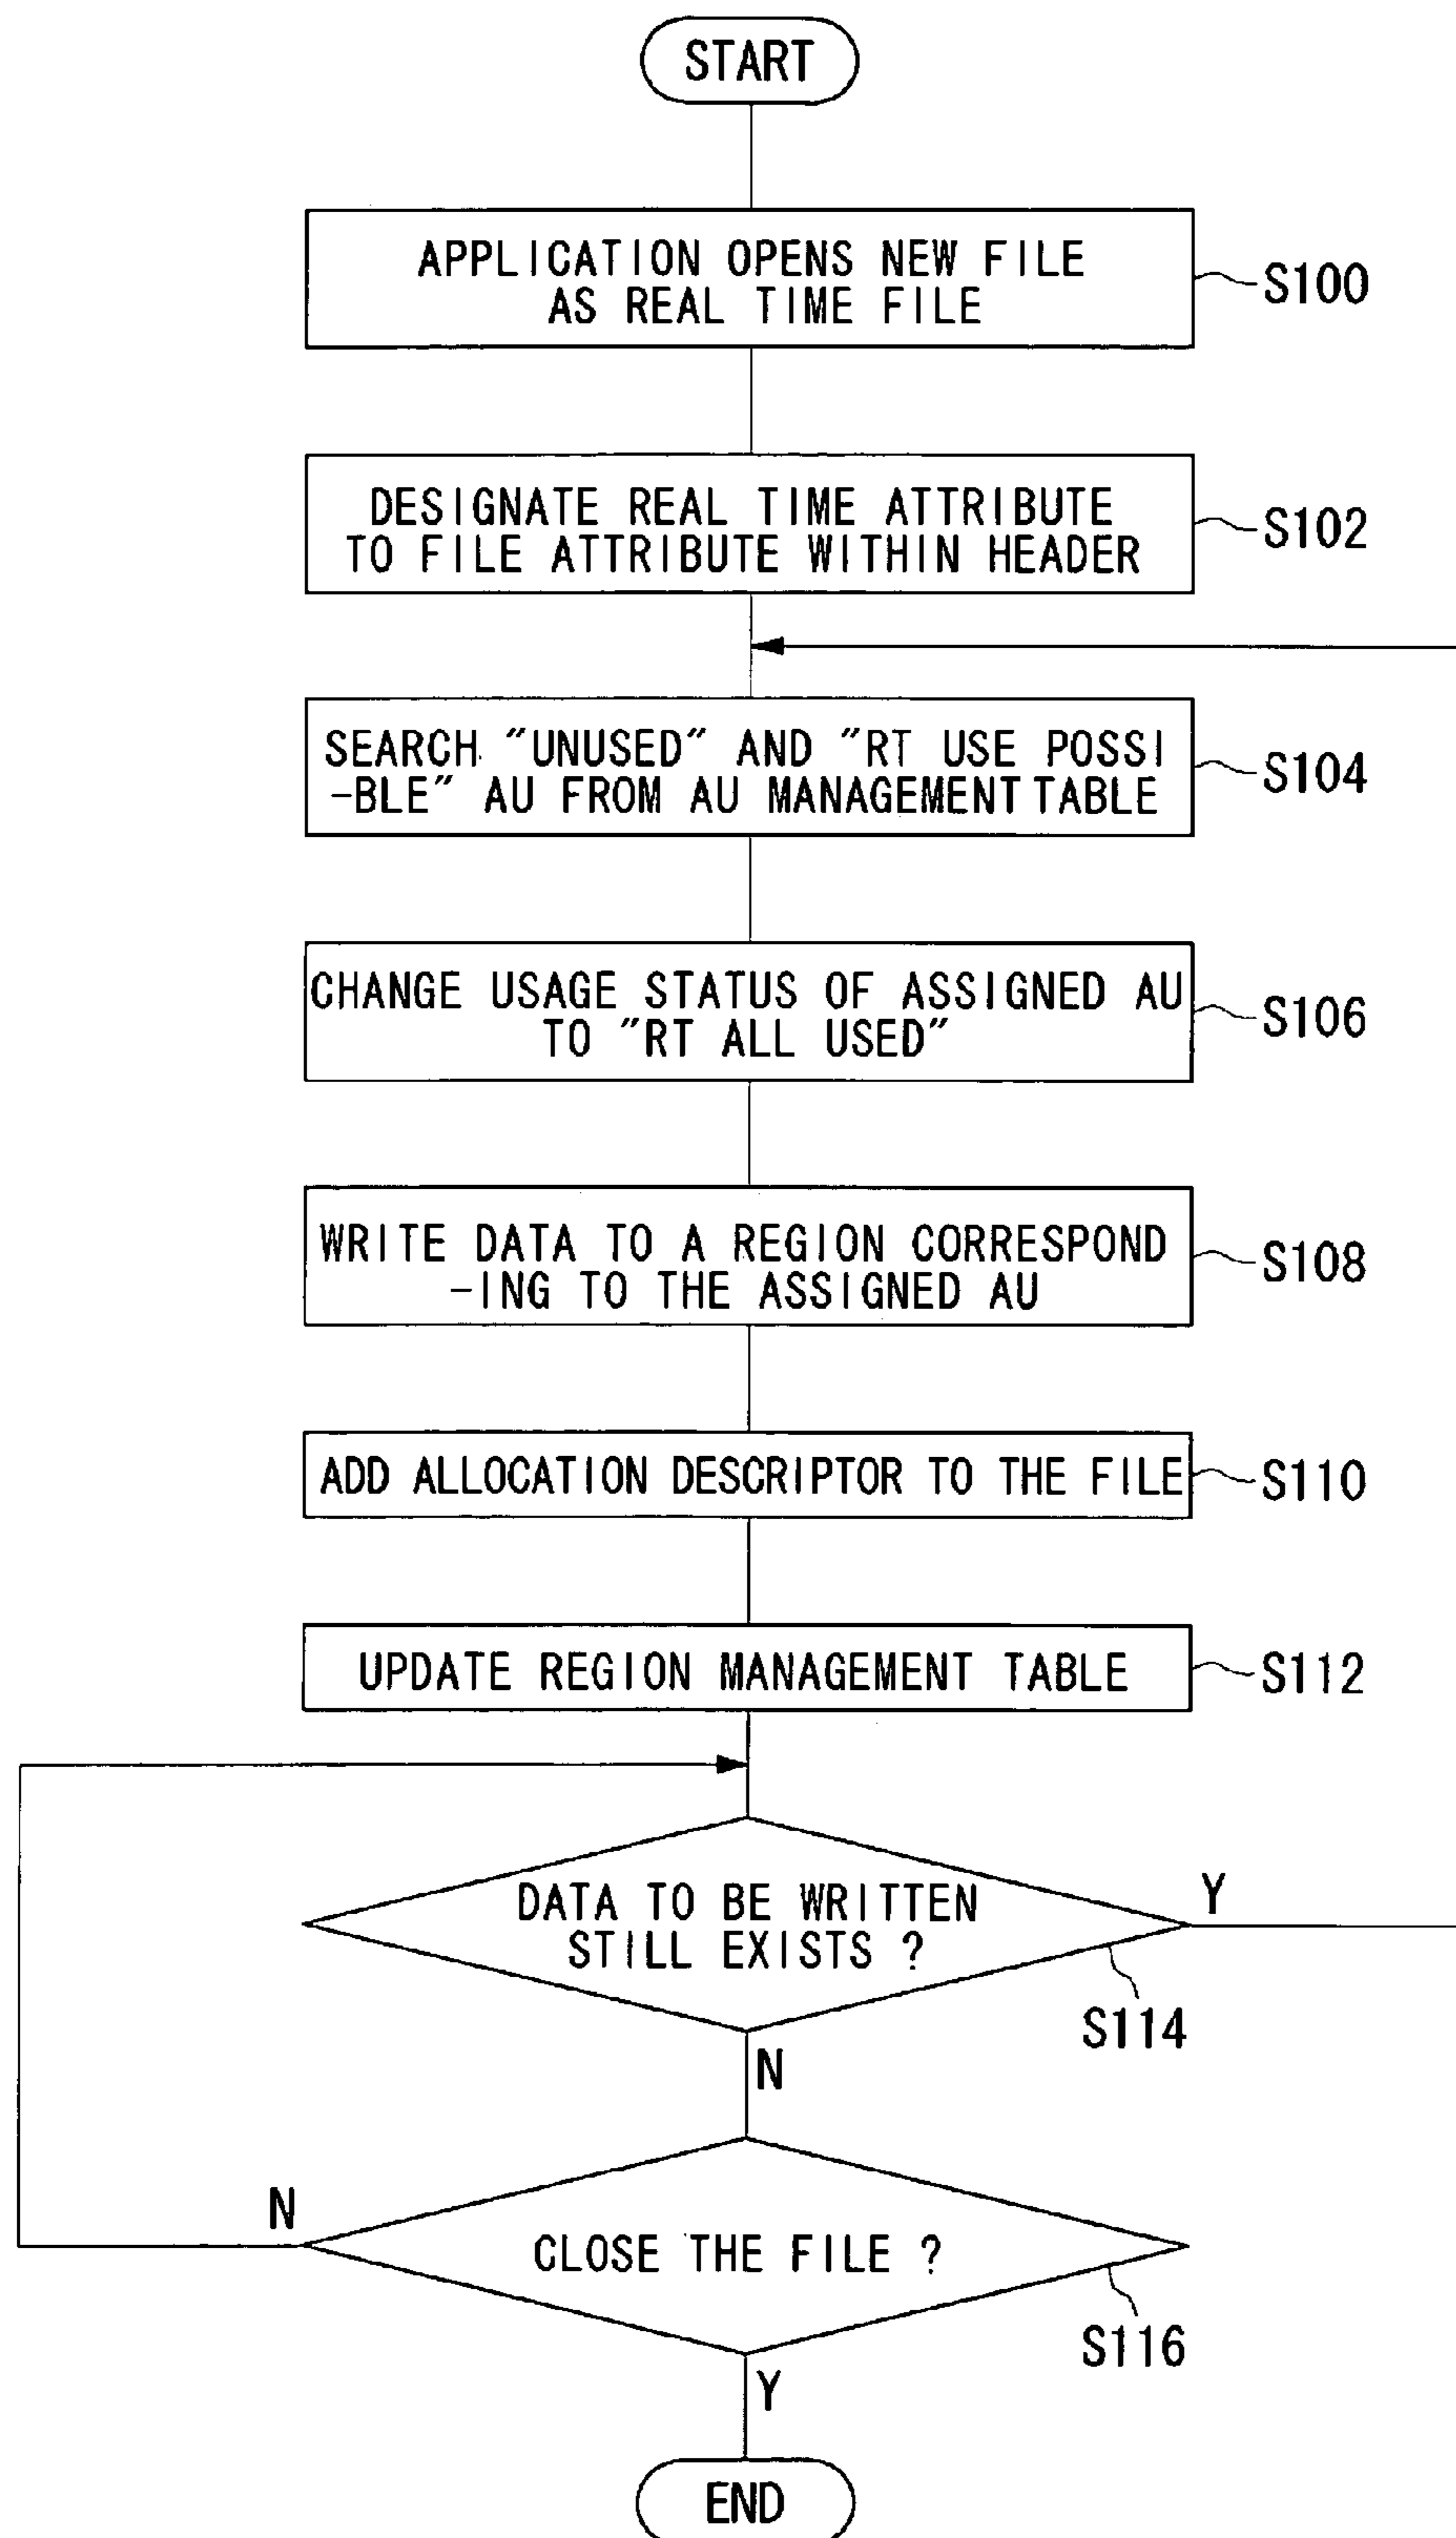 START
APPLICATION OPENS NEW FILE
AS REAL TIME FILE
S100
DESIGNATE REAL TIME ATTRIBUTE
TO FILE ATTRIBUTE WITHIN HEADER
S102
SEARCH "UNUSED" AND "RT USE POSSI
-BLE" AU FROM AU MANAGEMENT TABLE
S104
CHANGE USAGE STATUS OF ASSIGNED AU
TO "RT ALL USED"
S106
WRITE DATA TO A REGION CORRESPOND
-ING TO THE ASSIGNED AU
S108
ADD ALLOCATION DESCRIPTOR TO THE FILE
S110
UPDATE REGION MANAGEMENT TABLE
S112
DATA TO BE WRITTEN
STILL EXISTS ?
Y
S114
N
CLOSE THE FILE ?
N
S116
Y
END